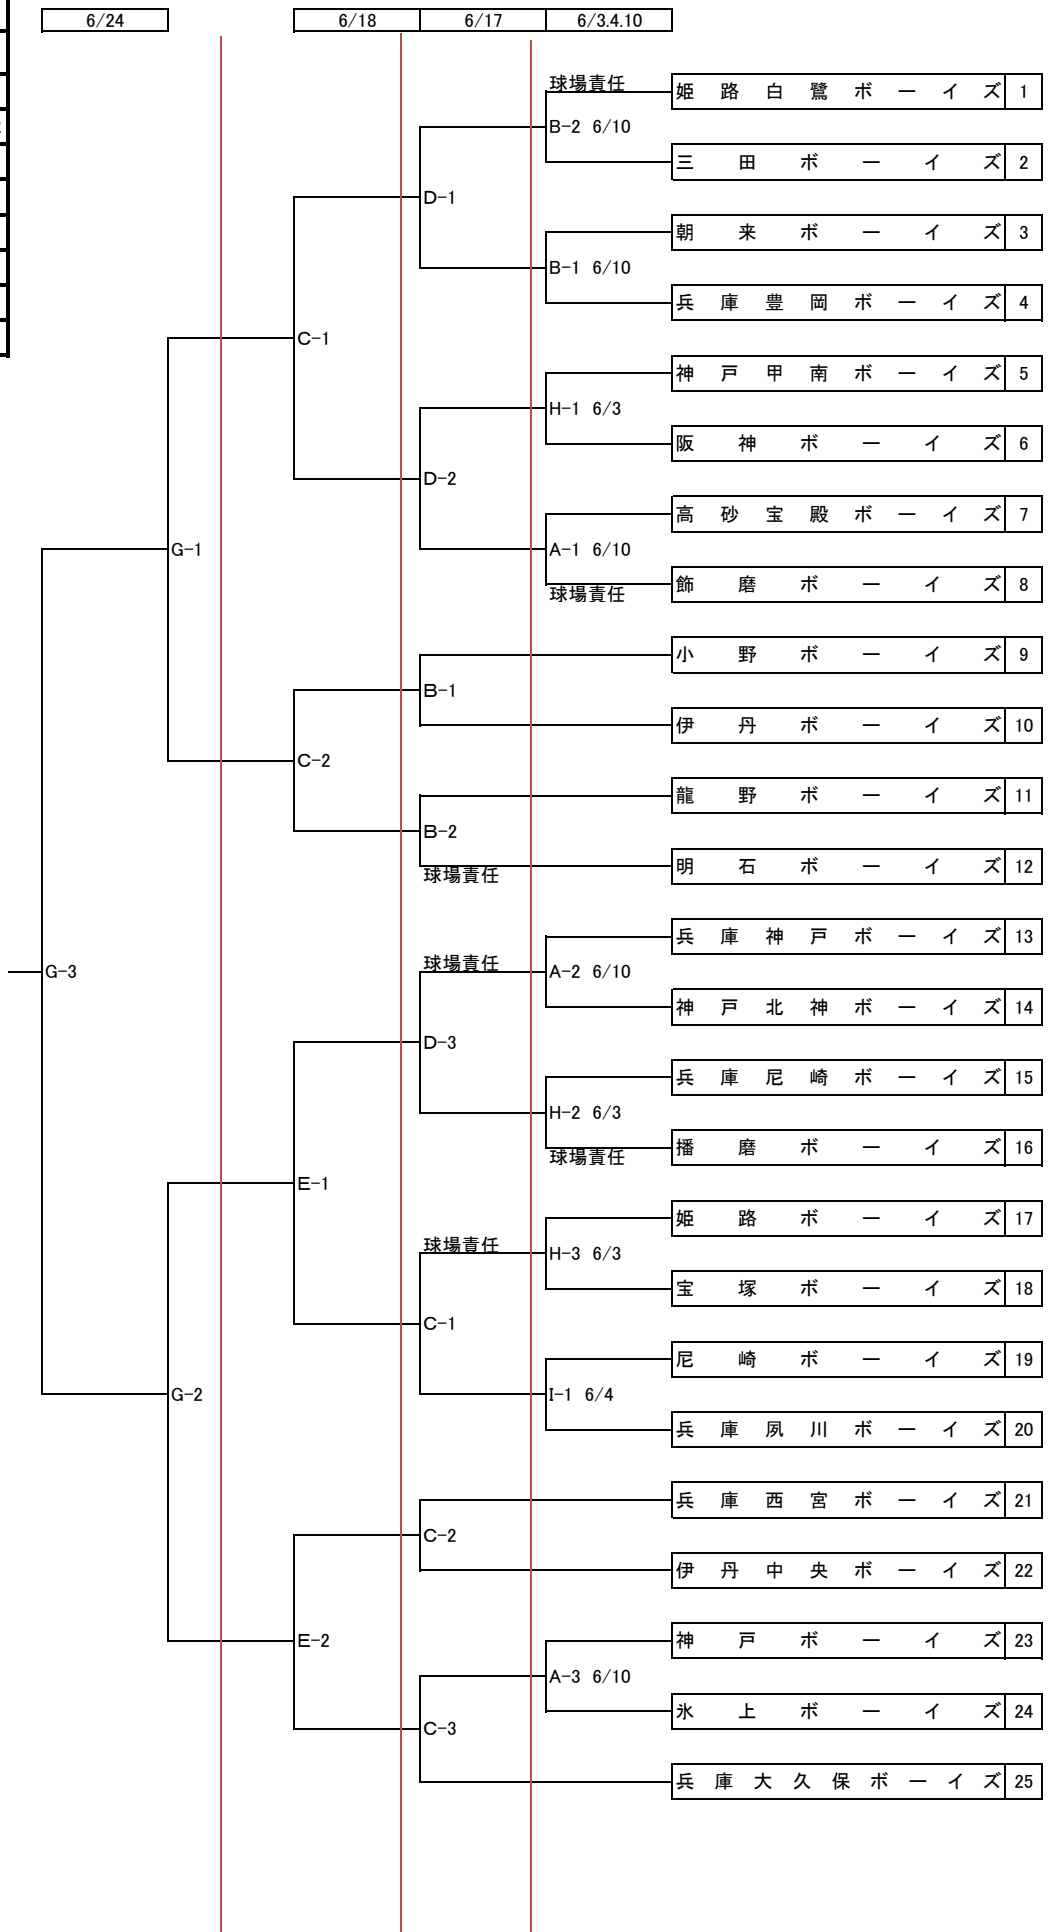 6/24 6/18 6/17 6/3.4.10
球場責任
姫路白鷺ボーイズ 1
B-2 6/10
三田ボーイズ 2
D-1
朝来ボーイズ 3
B-1 6/10
兵庫豊岡ボーイズ 4
C-1
神戸甲南ボーイズ 5
H-1 6/3
阪神ボーイズ 6
D-2
高砂宝殿ボーイズ 7
G-1
A-1 6/10
飾磨ボーイズ 8
球場責任
小野ボーイズ 9
B-1
伊丹ボーイズ 10
C-2
龍野ボーイズ 11
B-2
明石ボーイズ 12
球場責任
兵庫神戸ボーイズ 13
球場責任
G-3
A-2 6/10
神戸北神ボーイズ 14
D-3
兵庫尼崎ボーイズ 15
H-2 6/3
播磨ボーイズ 16
球場責任
E-1
姫路ボーイズ 17
球場責任
H-3 6/3
宝塚ボーイズ 18
C-1
尼崎ボーイズ 19
G-2
I-1 6/4
兵庫夙川ボーイズ 20
兵庫西宮ボーイズ 21
C-2
伊丹中央ボーイズ 22
E-2
神戸ボーイズ 23
A-3 6/10
氷上ボーイズ 24
C-3
兵庫大久保ボーイズ 25